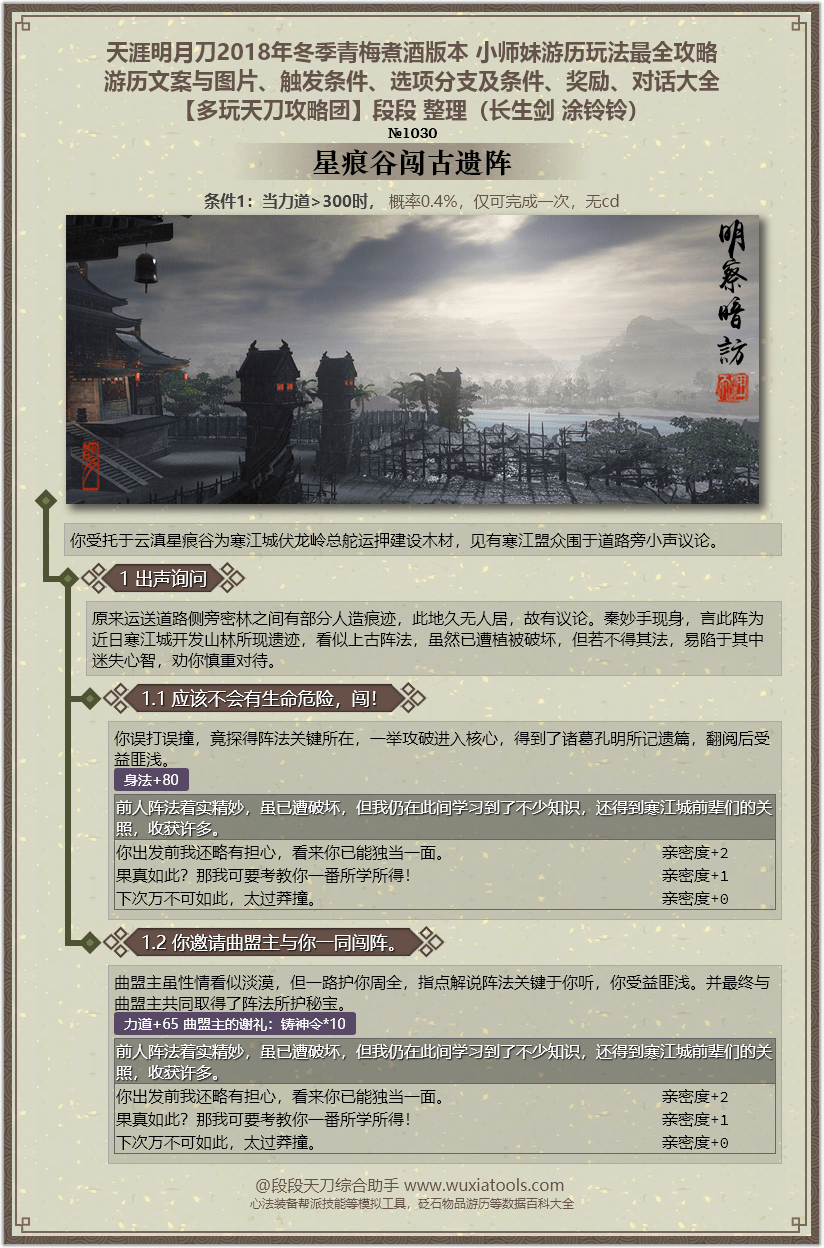 天涯明月刀2018年冬季青梅煮酒版本 小师妹游历玩法最全攻略
游历文案与图片、触发条件、选项分支及条件、奖励、对话大全
【多玩天刀攻略团】段段 整理（长生剑 涂铃铃）
№1030
星痕谷闯古遗阵
条件1：当力道>300时， 概率0.4%，仅可完成一次，无cd
明察暗訪
你受托于云滇星痕谷为寒江城伏龙岭总舵运押建设木材，见有寒江盟众围于道路旁小声议论。
1 出声询问
原来运送道路侧旁密林之间有部分人造痕迹，此地久无人居，故有议论。秦妙手现身，言此阵为
近日寒江城开发山林所现遗迹，看似上古阵法，虽然已遭植被破坏，但若不得其法，易陷于其中
迷失心智，劝你慎重对待。
1.1 应该不会有生命危险，闯！
你误打误撞，竟探得阵法关键所在，一举攻破进入核心，得到了诸葛孔明所记遗篇，翻阅后受
益匪浅。
身法+80
前人阵法着实精妙，虽已遭破坏，但我仍在此间学习到了不少知识，还得到寒江城前辈们的关
照，收获许多。
你出发前我还略有担心，看来你已能独当一面。 亲密度+2
果真如此？那我可要考教你一番所学所得！ 亲密度+1
下次万不可如此，太过莽撞。 亲密度+0
1.2 你邀请曲盟主与你一同闯阵。
曲盟主虽性情看似淡漠，但一路护你周全，指点解说阵法关键于你听，你受益匪浅。并最终与
曲盟主共同取得了阵法所护秘宝。
力道+65 曲盟主的谢礼：铸神令*10
前人阵法着实精妙，虽已遭破坏，但我仍在此间学习到了不少知识，还得到寒江城前辈们的关
照，收获许多。
你出发前我还略有担心，看来你已能独当一面。 亲密度+2
果真如此？那我可要考教你一番所学所得！ 亲密度+1
下次万不可如此，太过莽撞。 亲密度+0
@段段天刀综合助手 www.wuxiatools.com
心法装备帮派技能等模拟工具，砭石物品游历等数据百科大全